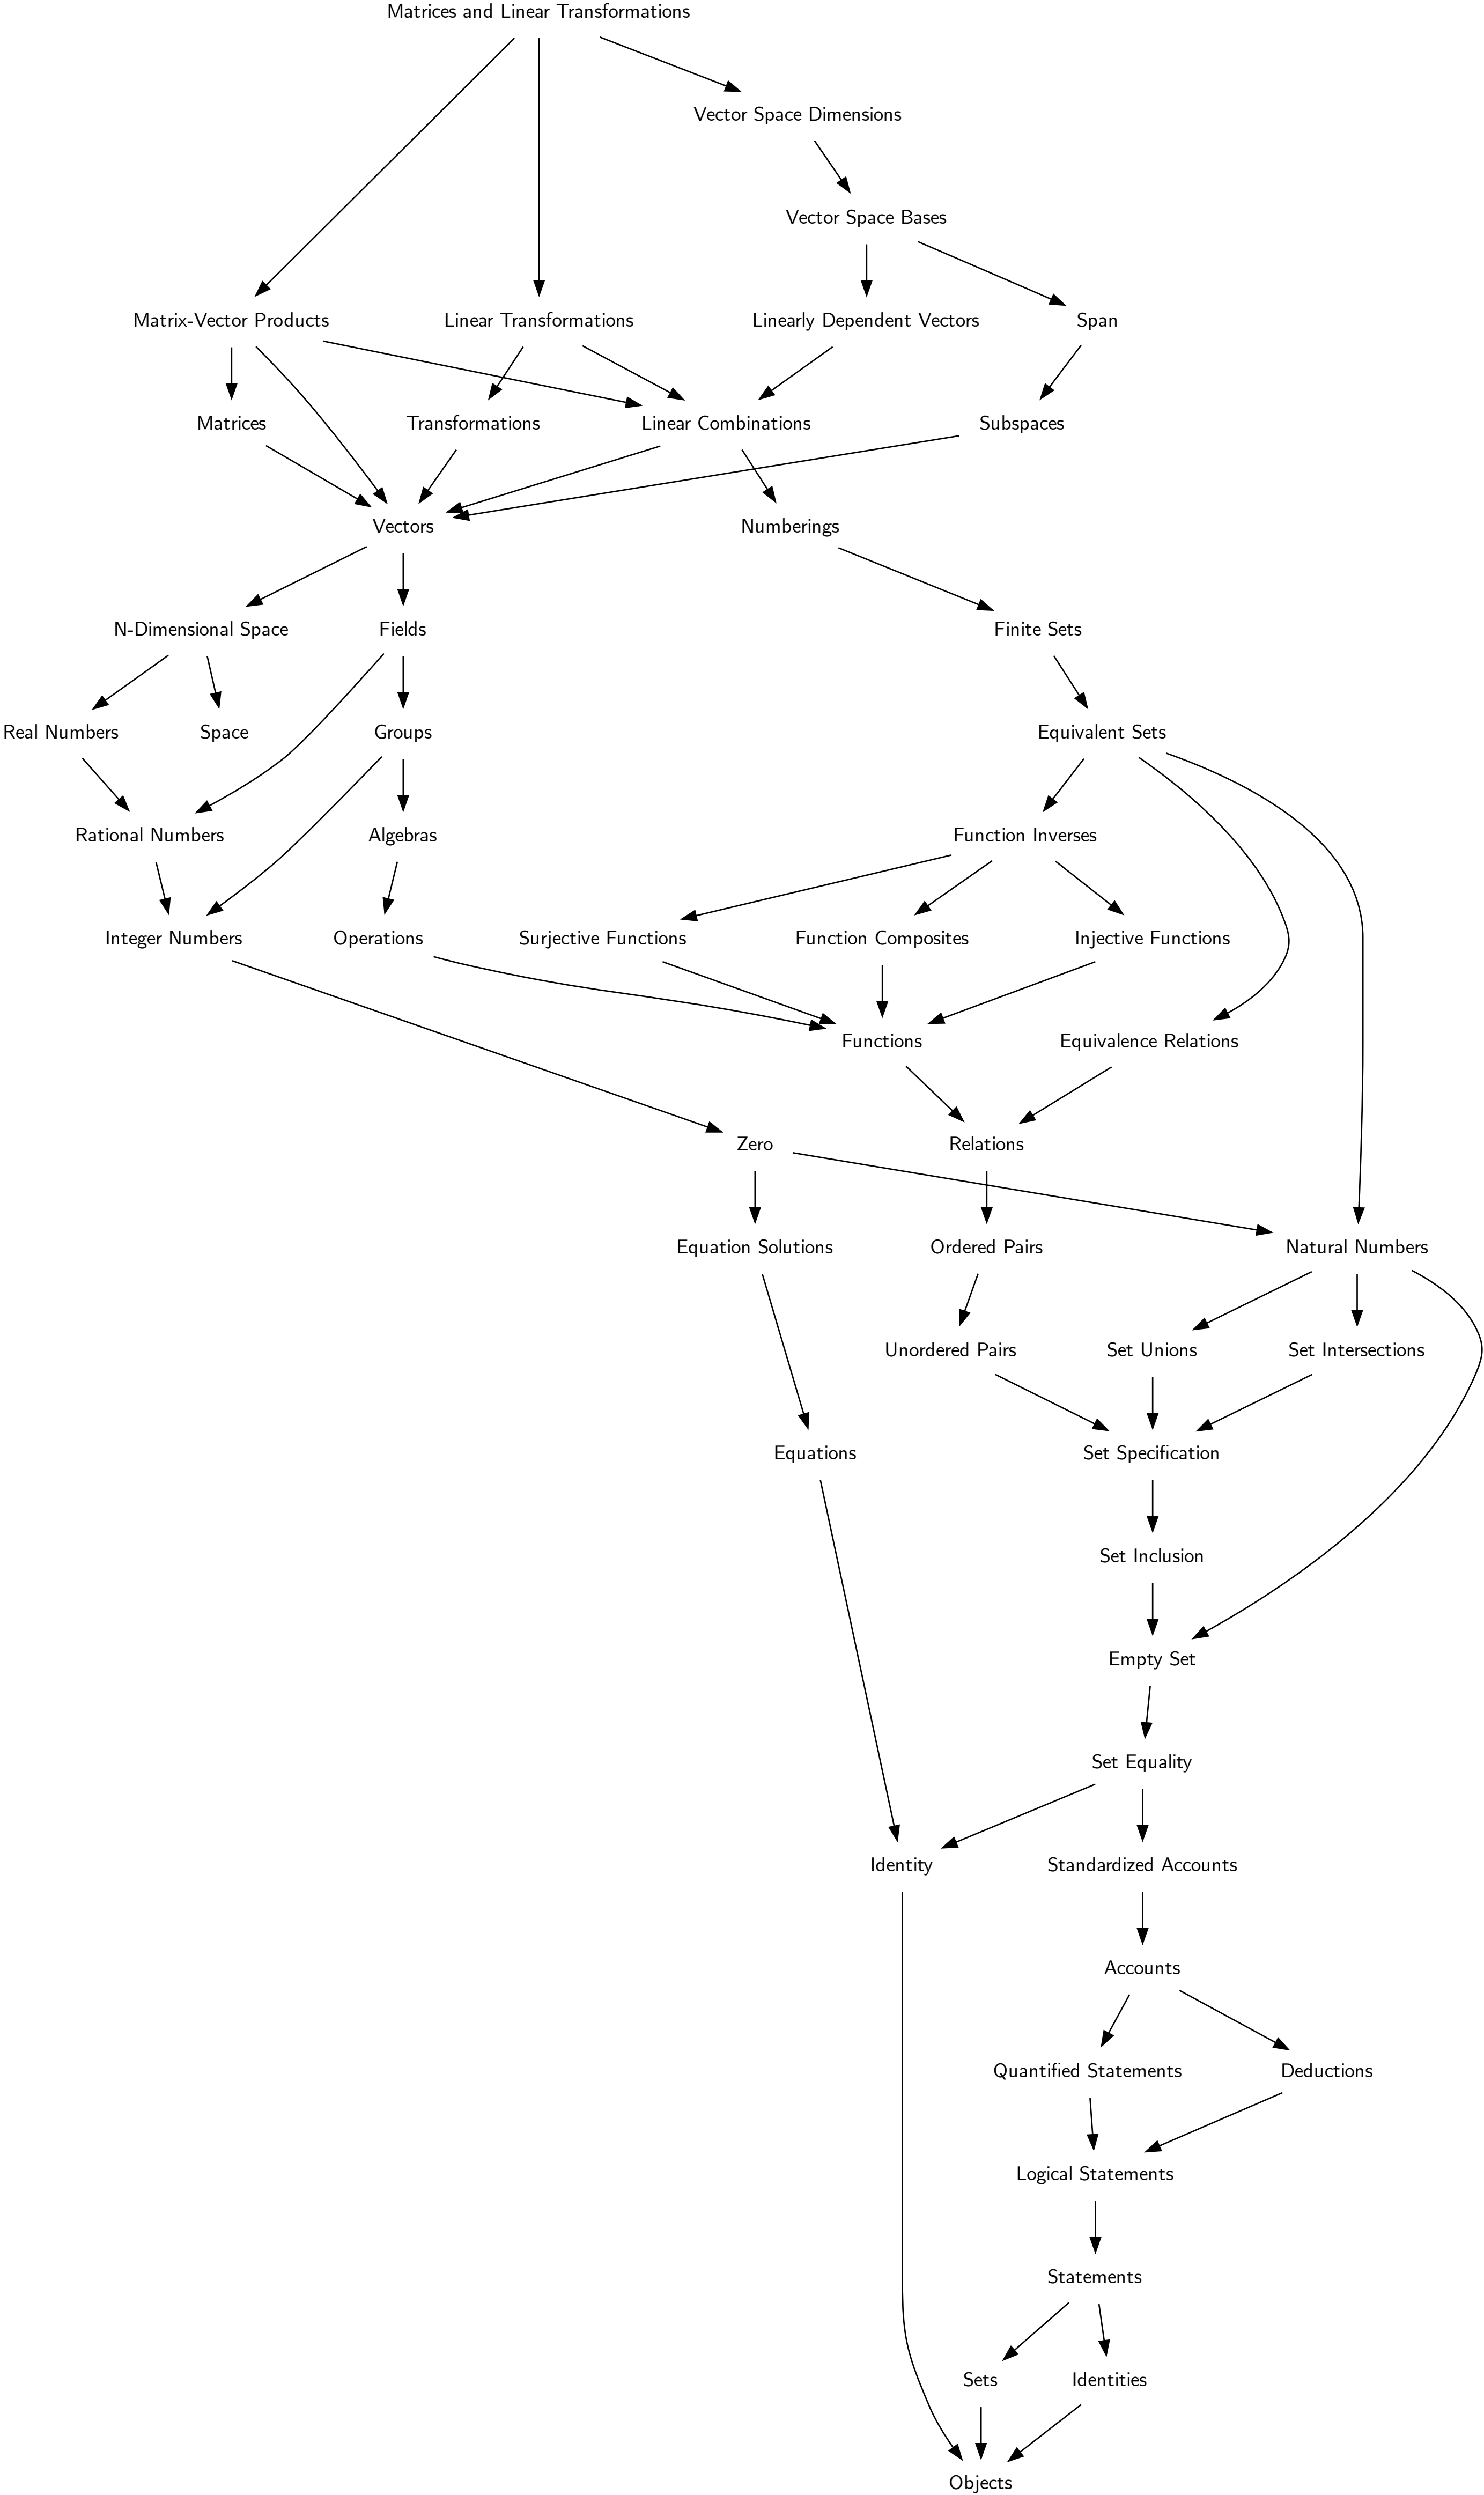 Matrices and Linear Transformations
Vector Space Dimensions
Vector Space Bases
Matrix-Vector Products
Linear Transformations
Linearly Dependent Vectors
Span
Matrices
Transformations
Linear Combinations
Subspaces
Vectors
Numberings
N-Dimensional Space
Fields
Finite Sets
Real Numbers
Space
Groups
Equivalent Sets
Rational Numbers
Algebras
Function Inverses
Integer Numbers
Operations
Surjective Functions
Function Composites
Injective Functions
Functions
Equivalence Relations
Zero
Relations
Equation Solutions
Ordered Pairs
Natural Numbers
Unordered Pairs
Set Unions
Set Intersections
Equations
Set Specification
Set Inclusion
Empty Set
Set Equality
Identity
Standardized Accounts
Accounts
Quantified Statements
Deductions
Logical Statements
Statements
Sets
Identities
Objects